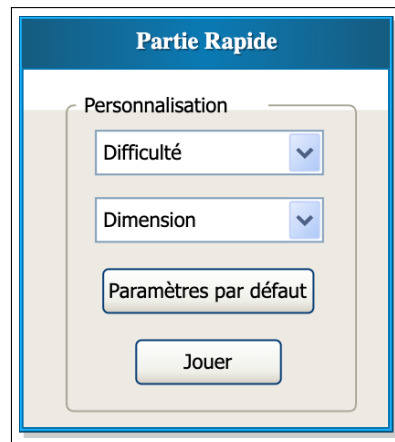 Partie Rapide
Personnalisation
Difficulté
Dimension
Paramètres par défaut
Jouer